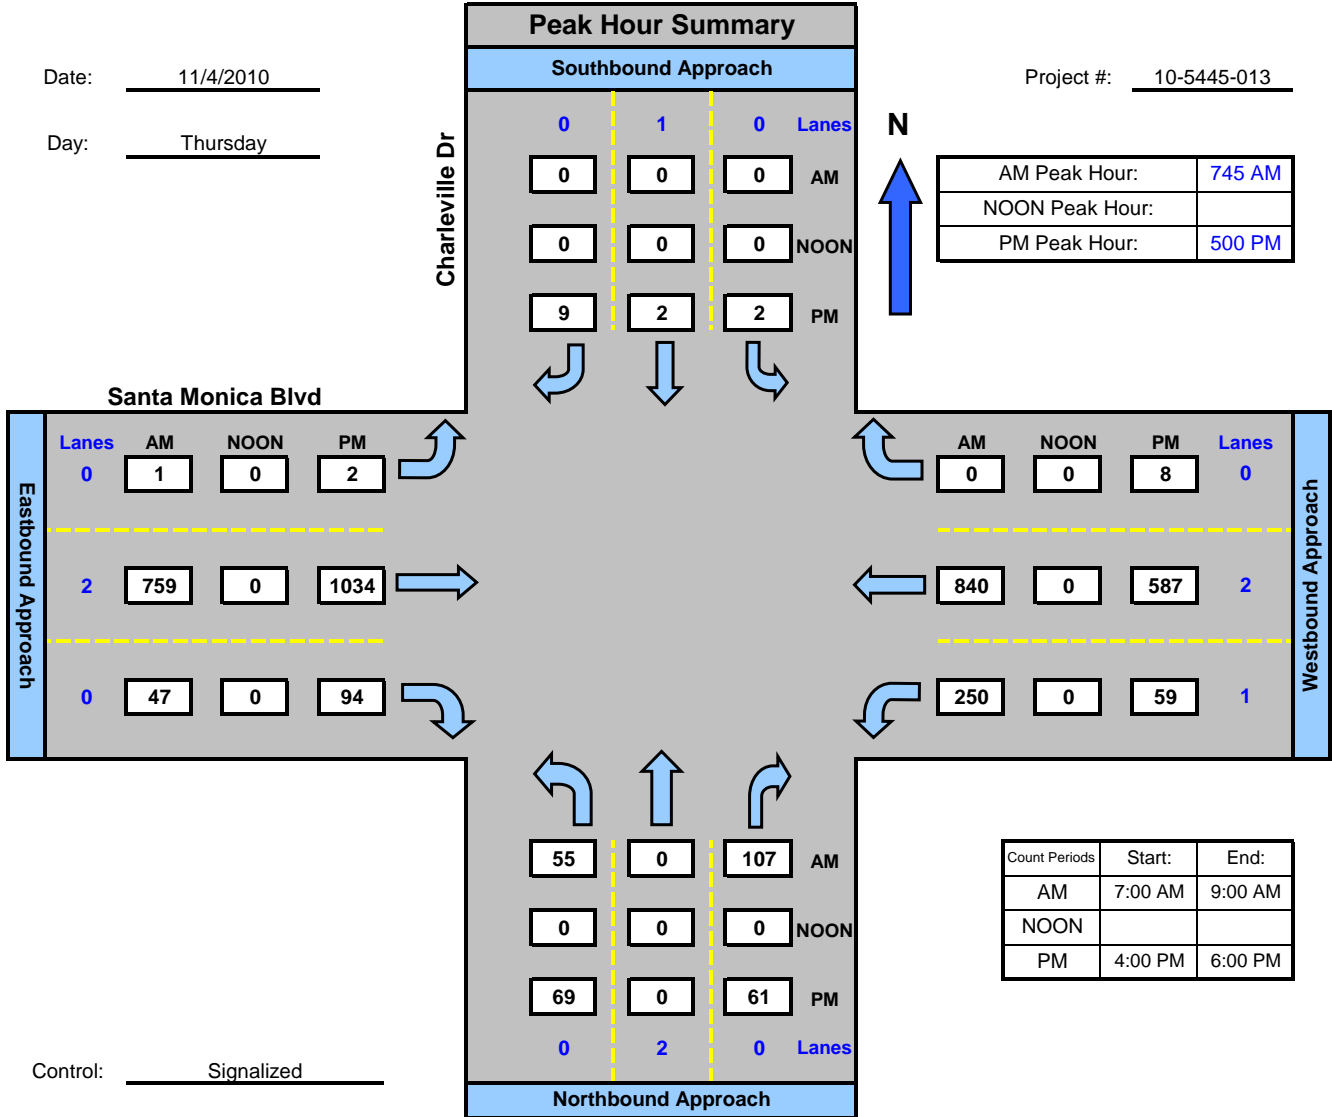 Peak Hour Summary
Southbound Approach
Date: 11/4/2010
Project #: 10-5445-013
Day: Thursday
Charleville Dr
0 1 0 Lanes
0 0 0 AM
0 0 0 NOON
9 2 2 PM
N
AM Peak Hour: 745 AM
NOON Peak Hour:
PM Peak Hour: 500 PM
Santa Monica Blvd
Eastbound Approach
Lanes AM NOON PM
0 1 0 2
2 759 0 1034
0 47 0 94
AM NOON PM Lanes
0 0 8 0
840 0 587 2
250 0 59 1
Westbound Approach
55 0 107 AM
0 0 0 NOON
69 0 61 PM
0 2 0 Lanes
Northbound Approach
Count Periods Start: End:
AM 7:00 AM 9:00 AM
NOON
PM 4:00 PM 6:00 PM
Control: Signalized